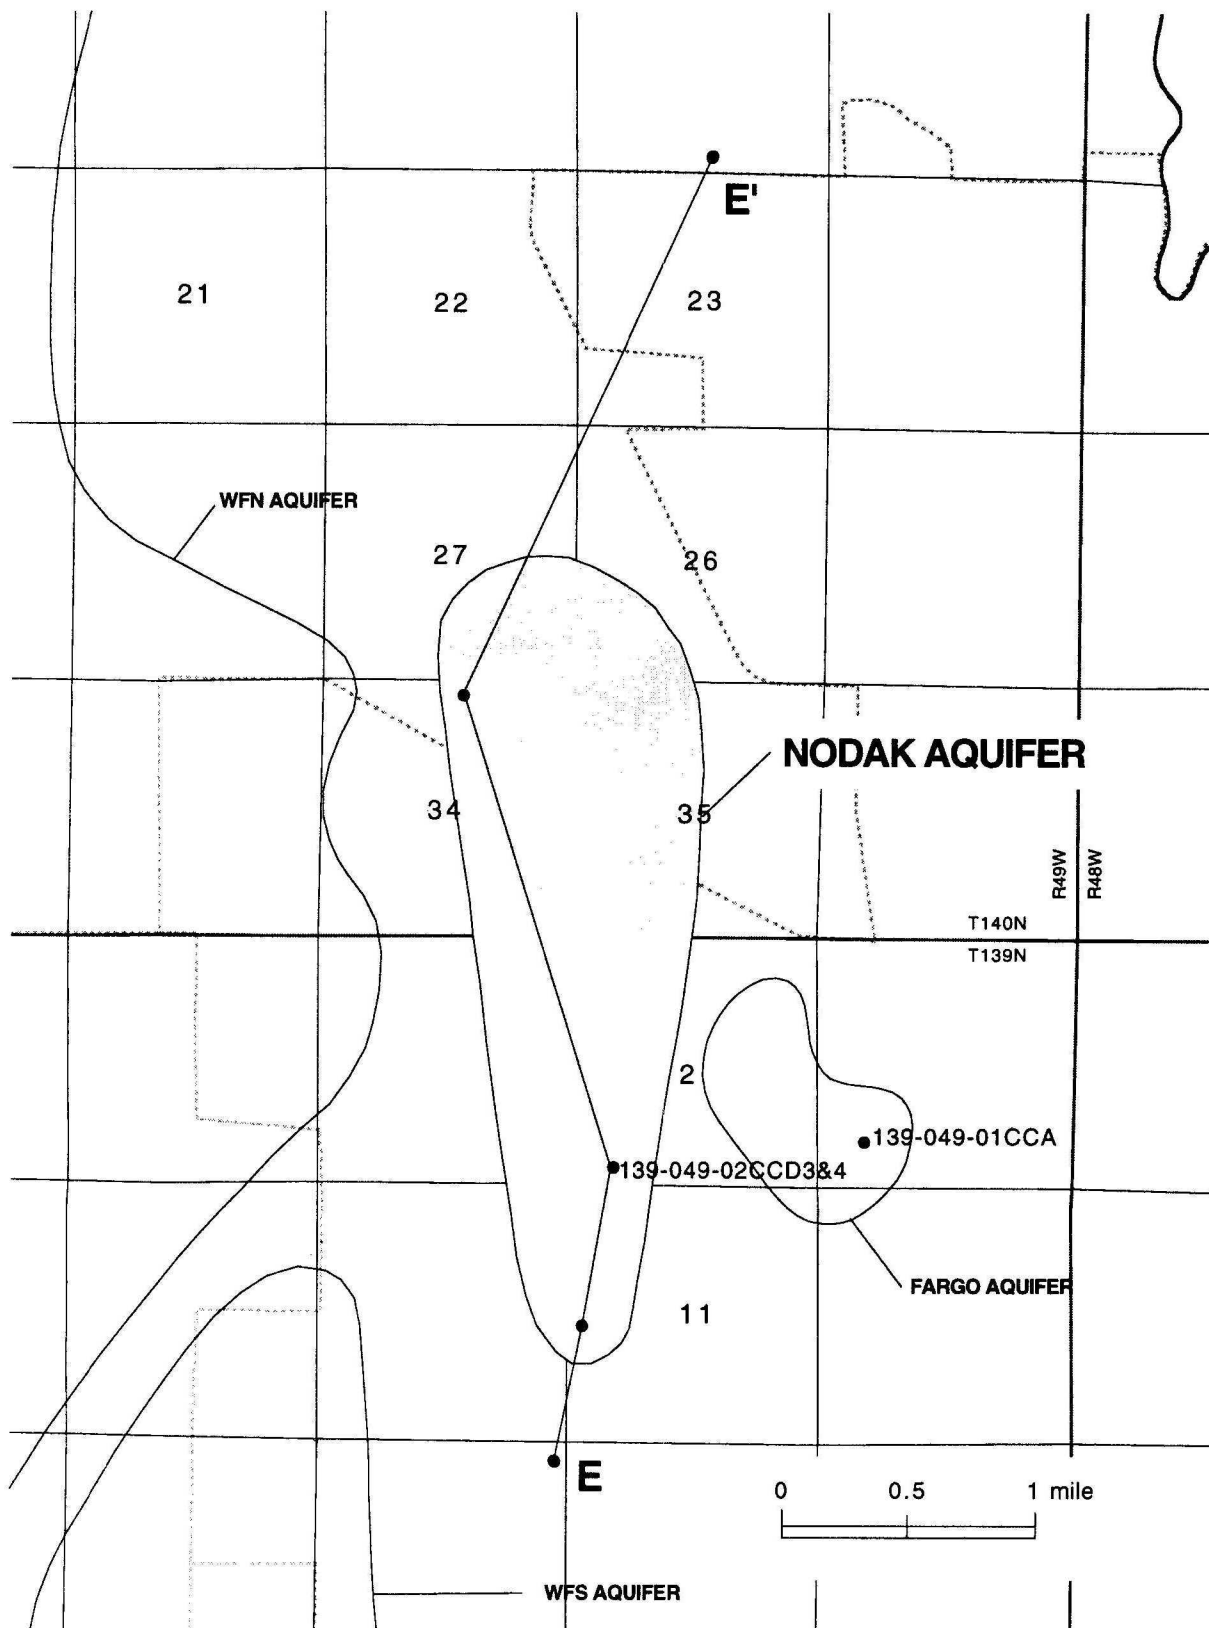 E'
21
22
23
WFN AQUIFER
27
26
NODAK AQUIFER
34
35
R49W
R48W
T140N
T139N
2
139-049-01CCA
139-049-02CCD3&4
FARGO AQUIFER
11
E
0 0.5 1 mile
WFS AQUIFER